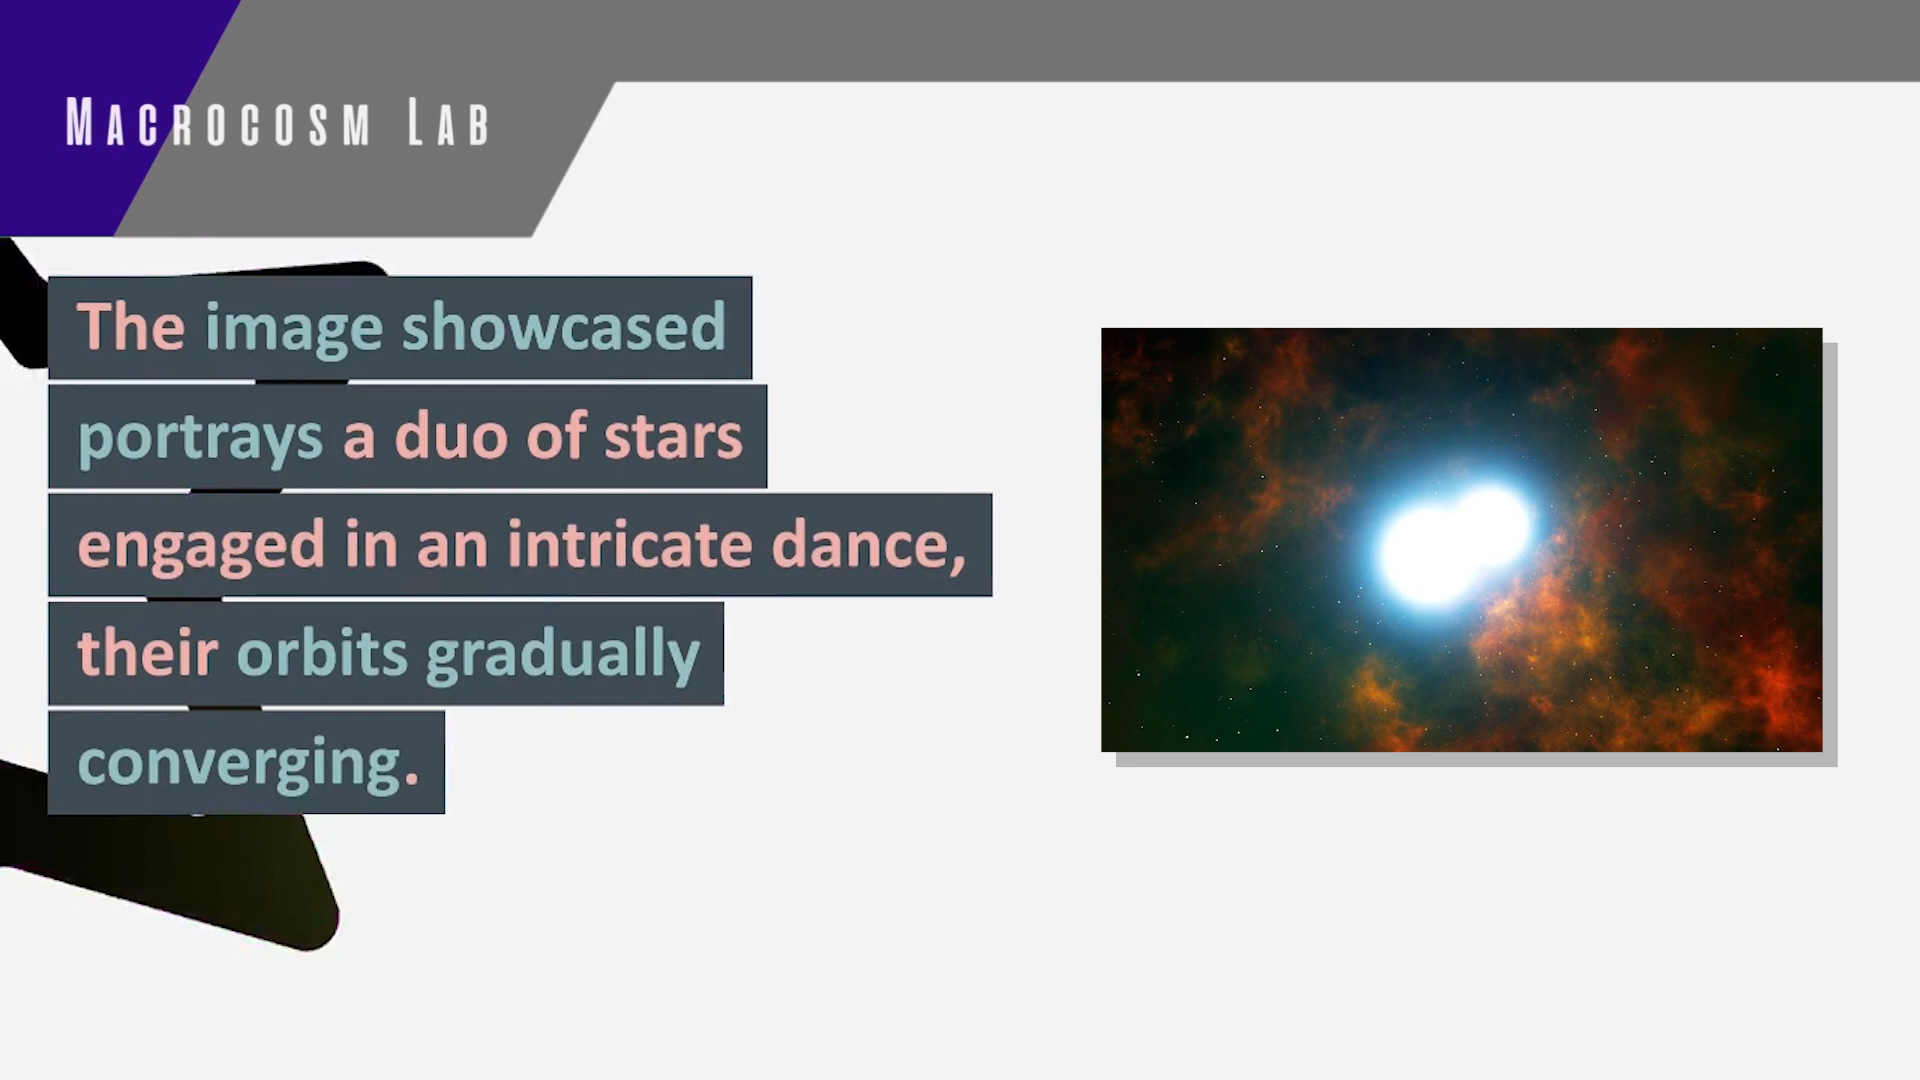 Macrocosm Lab
The image showcased
portrays a duo of stars
engaged in an intricate dance,
their orbits gradually
converging.